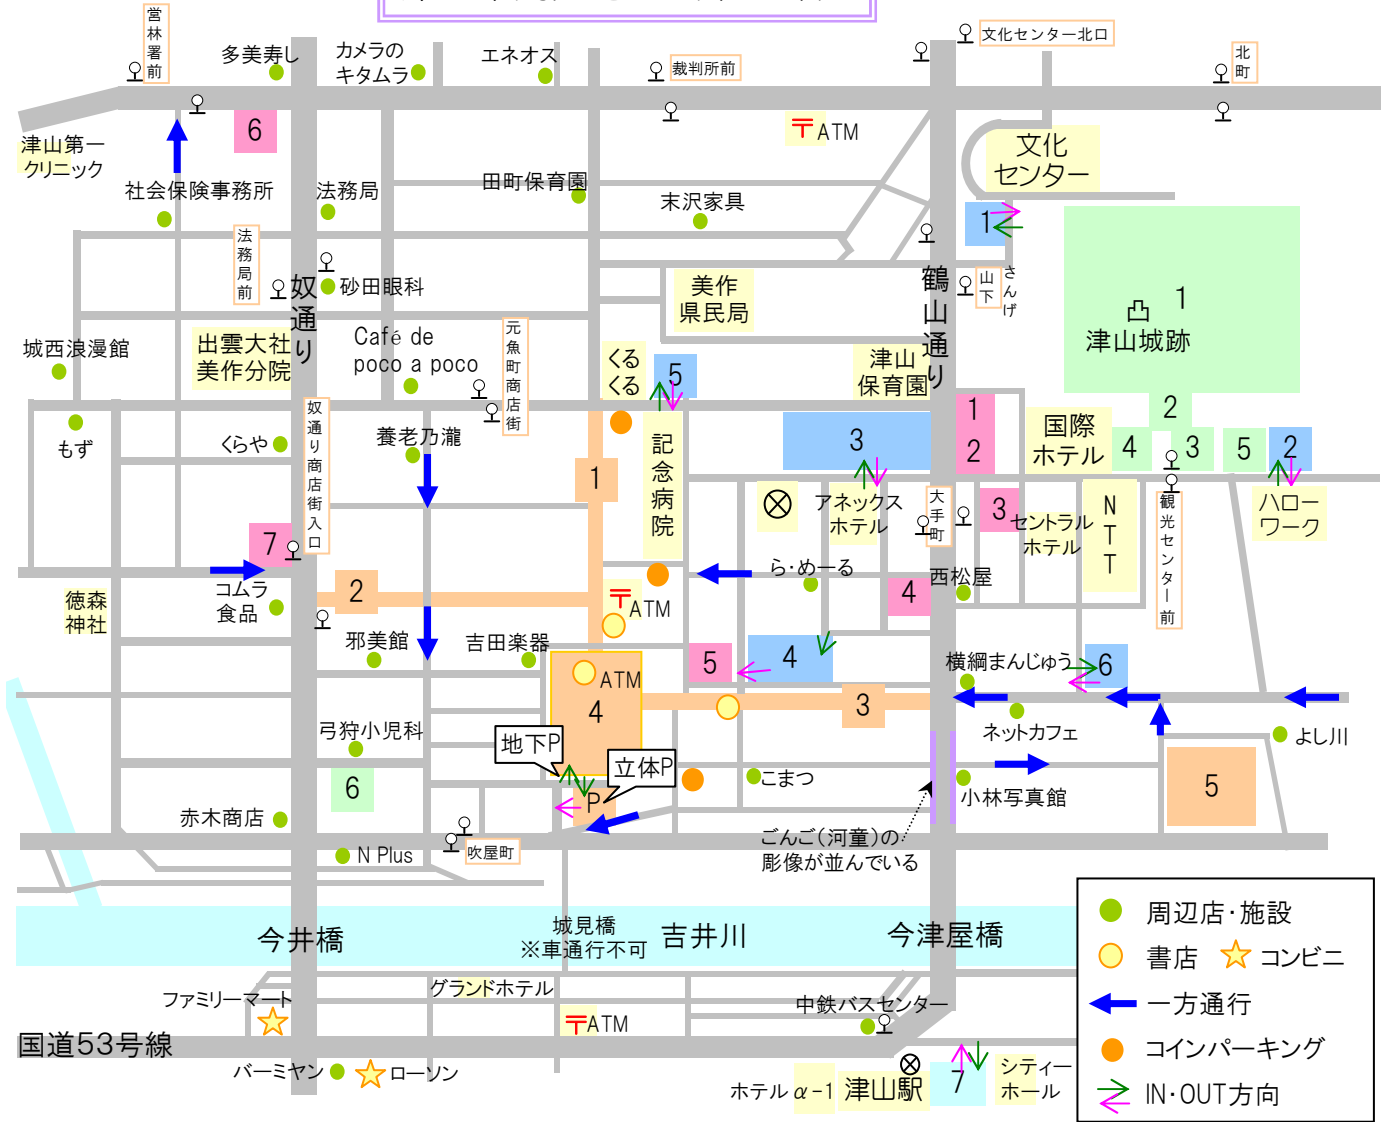 営林署前
多美寿し
カメラの
キタムラ
エネオス
裁判所前
文化センター北口
北町
津山第一
クリニック
6
ATM
文化
センター
社会保険事務所
法務局
田町保育園
末沢家具
1
法務局前
奴通り
砂田眼科
美作
県民局
鶴山通り
山下
さんげ
1
津山城跡
城西浪漫館
出雲大社
美作分院
Café de
poco a poco
元魚町商店街
くる
くる
5
津山
保育園
もず
くらや
奴通り商店街入口
養老乃瀧
1
記念病院
3
1
2
国際
ホテル
2
4
3
5
2
アネックス
ホテル
大手町
3
セントラル
ホテル
NTT
観光センター前
ハロー
ワーク
7
コムラ
食品
徳森
神社
2
ATM
ら・めーる
4
西松屋
邪美館
吉田楽器
ATM
4
5
4
3
横綱まんじゅう
6
ネットカフェ
よし川
弓狩小児科
6
地下P
立体P
P
こまつ
小林写真館
5
赤木商店
N Plus
吹屋町
ごんご(河童)の
彫像が並んでいる
今井橋
城見橋
※車通行不可
吉井川
今津屋橋
ファミリーマート
グランドホテル
ATM
中鉄バスセンター
国道53号線
バーミヤン
ローソン
ホテル α-1
津山駅
7
シティー
ホール
周辺店・施設
書店
コンビニ
一方通行
コインパーキング
IN・OUT方向